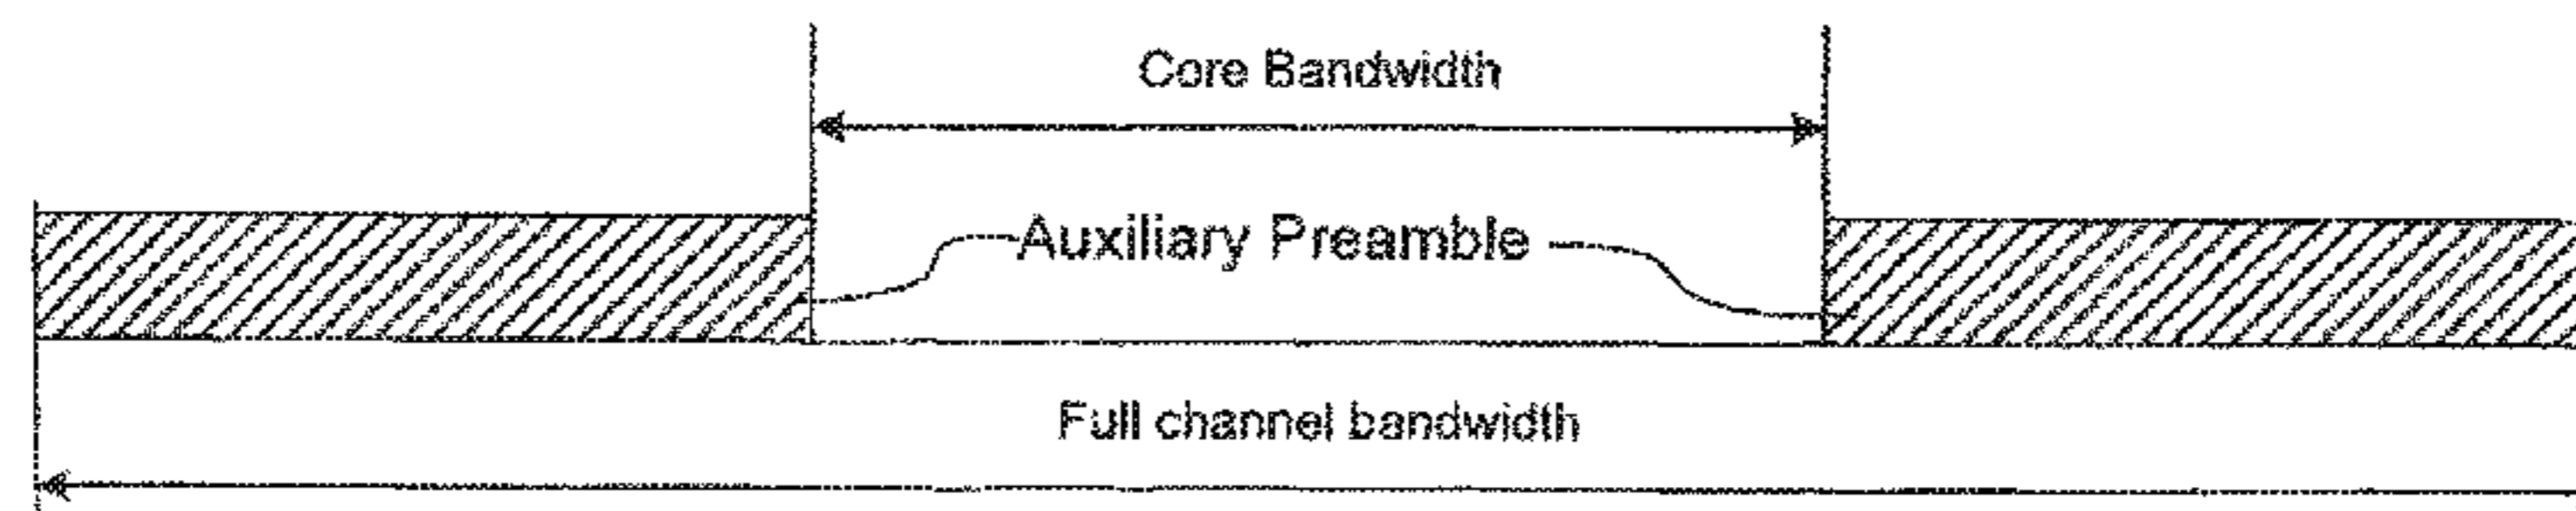 Core Bandwidth
Auxiliary Preamble
Full channel bandwidth